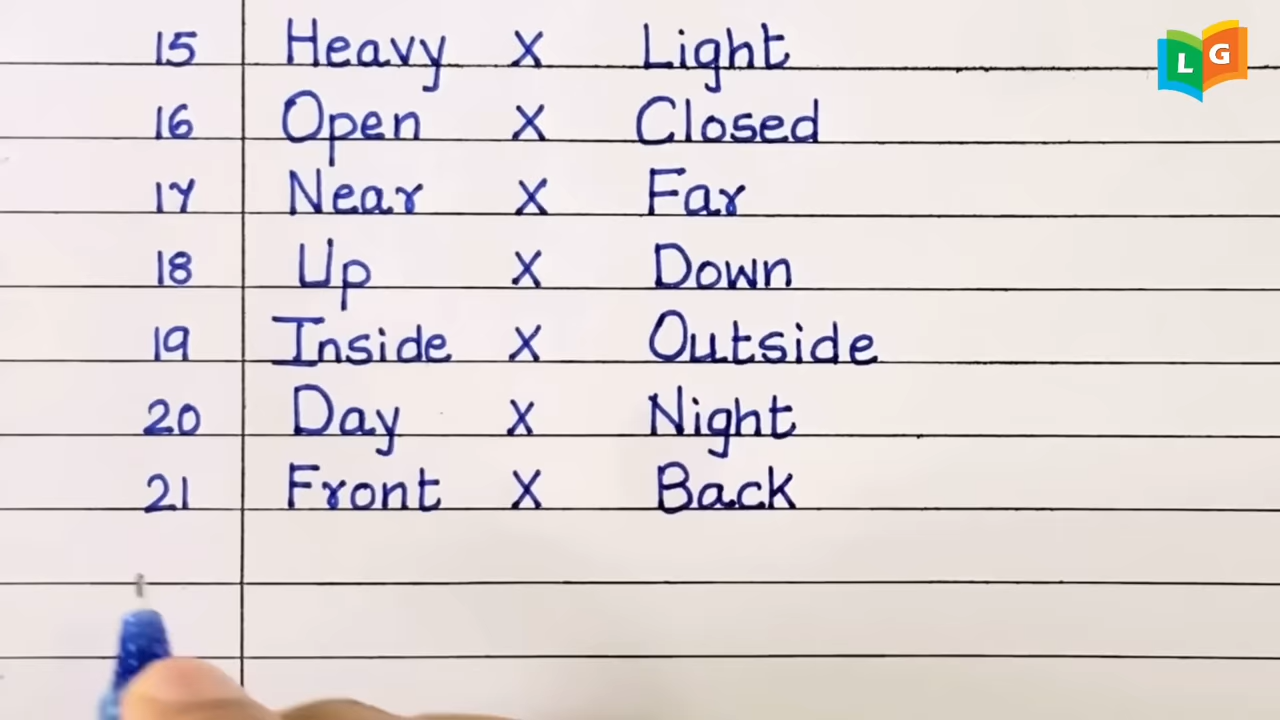 L G
15 Heavy X Light
16 Open X Closed
17 Near X Far
18 Up X Down
19 Inside X Outside
20 Day X Night
21 Front X Back